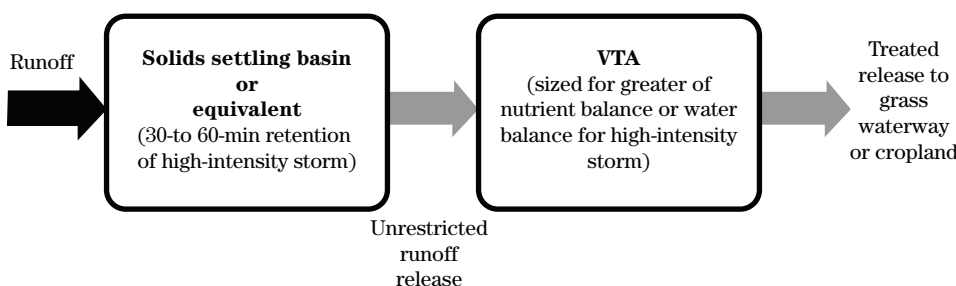 Runoff
Solids settling basin
or
equivalent
(30-to 60-min retention
of high-intensity storm)
Unrestricted
runoff
release
VTA
(sized for greater of
nutrient balance or water
balance for high-intensity
storm)
Treated
release to
grass
waterway
or cropland